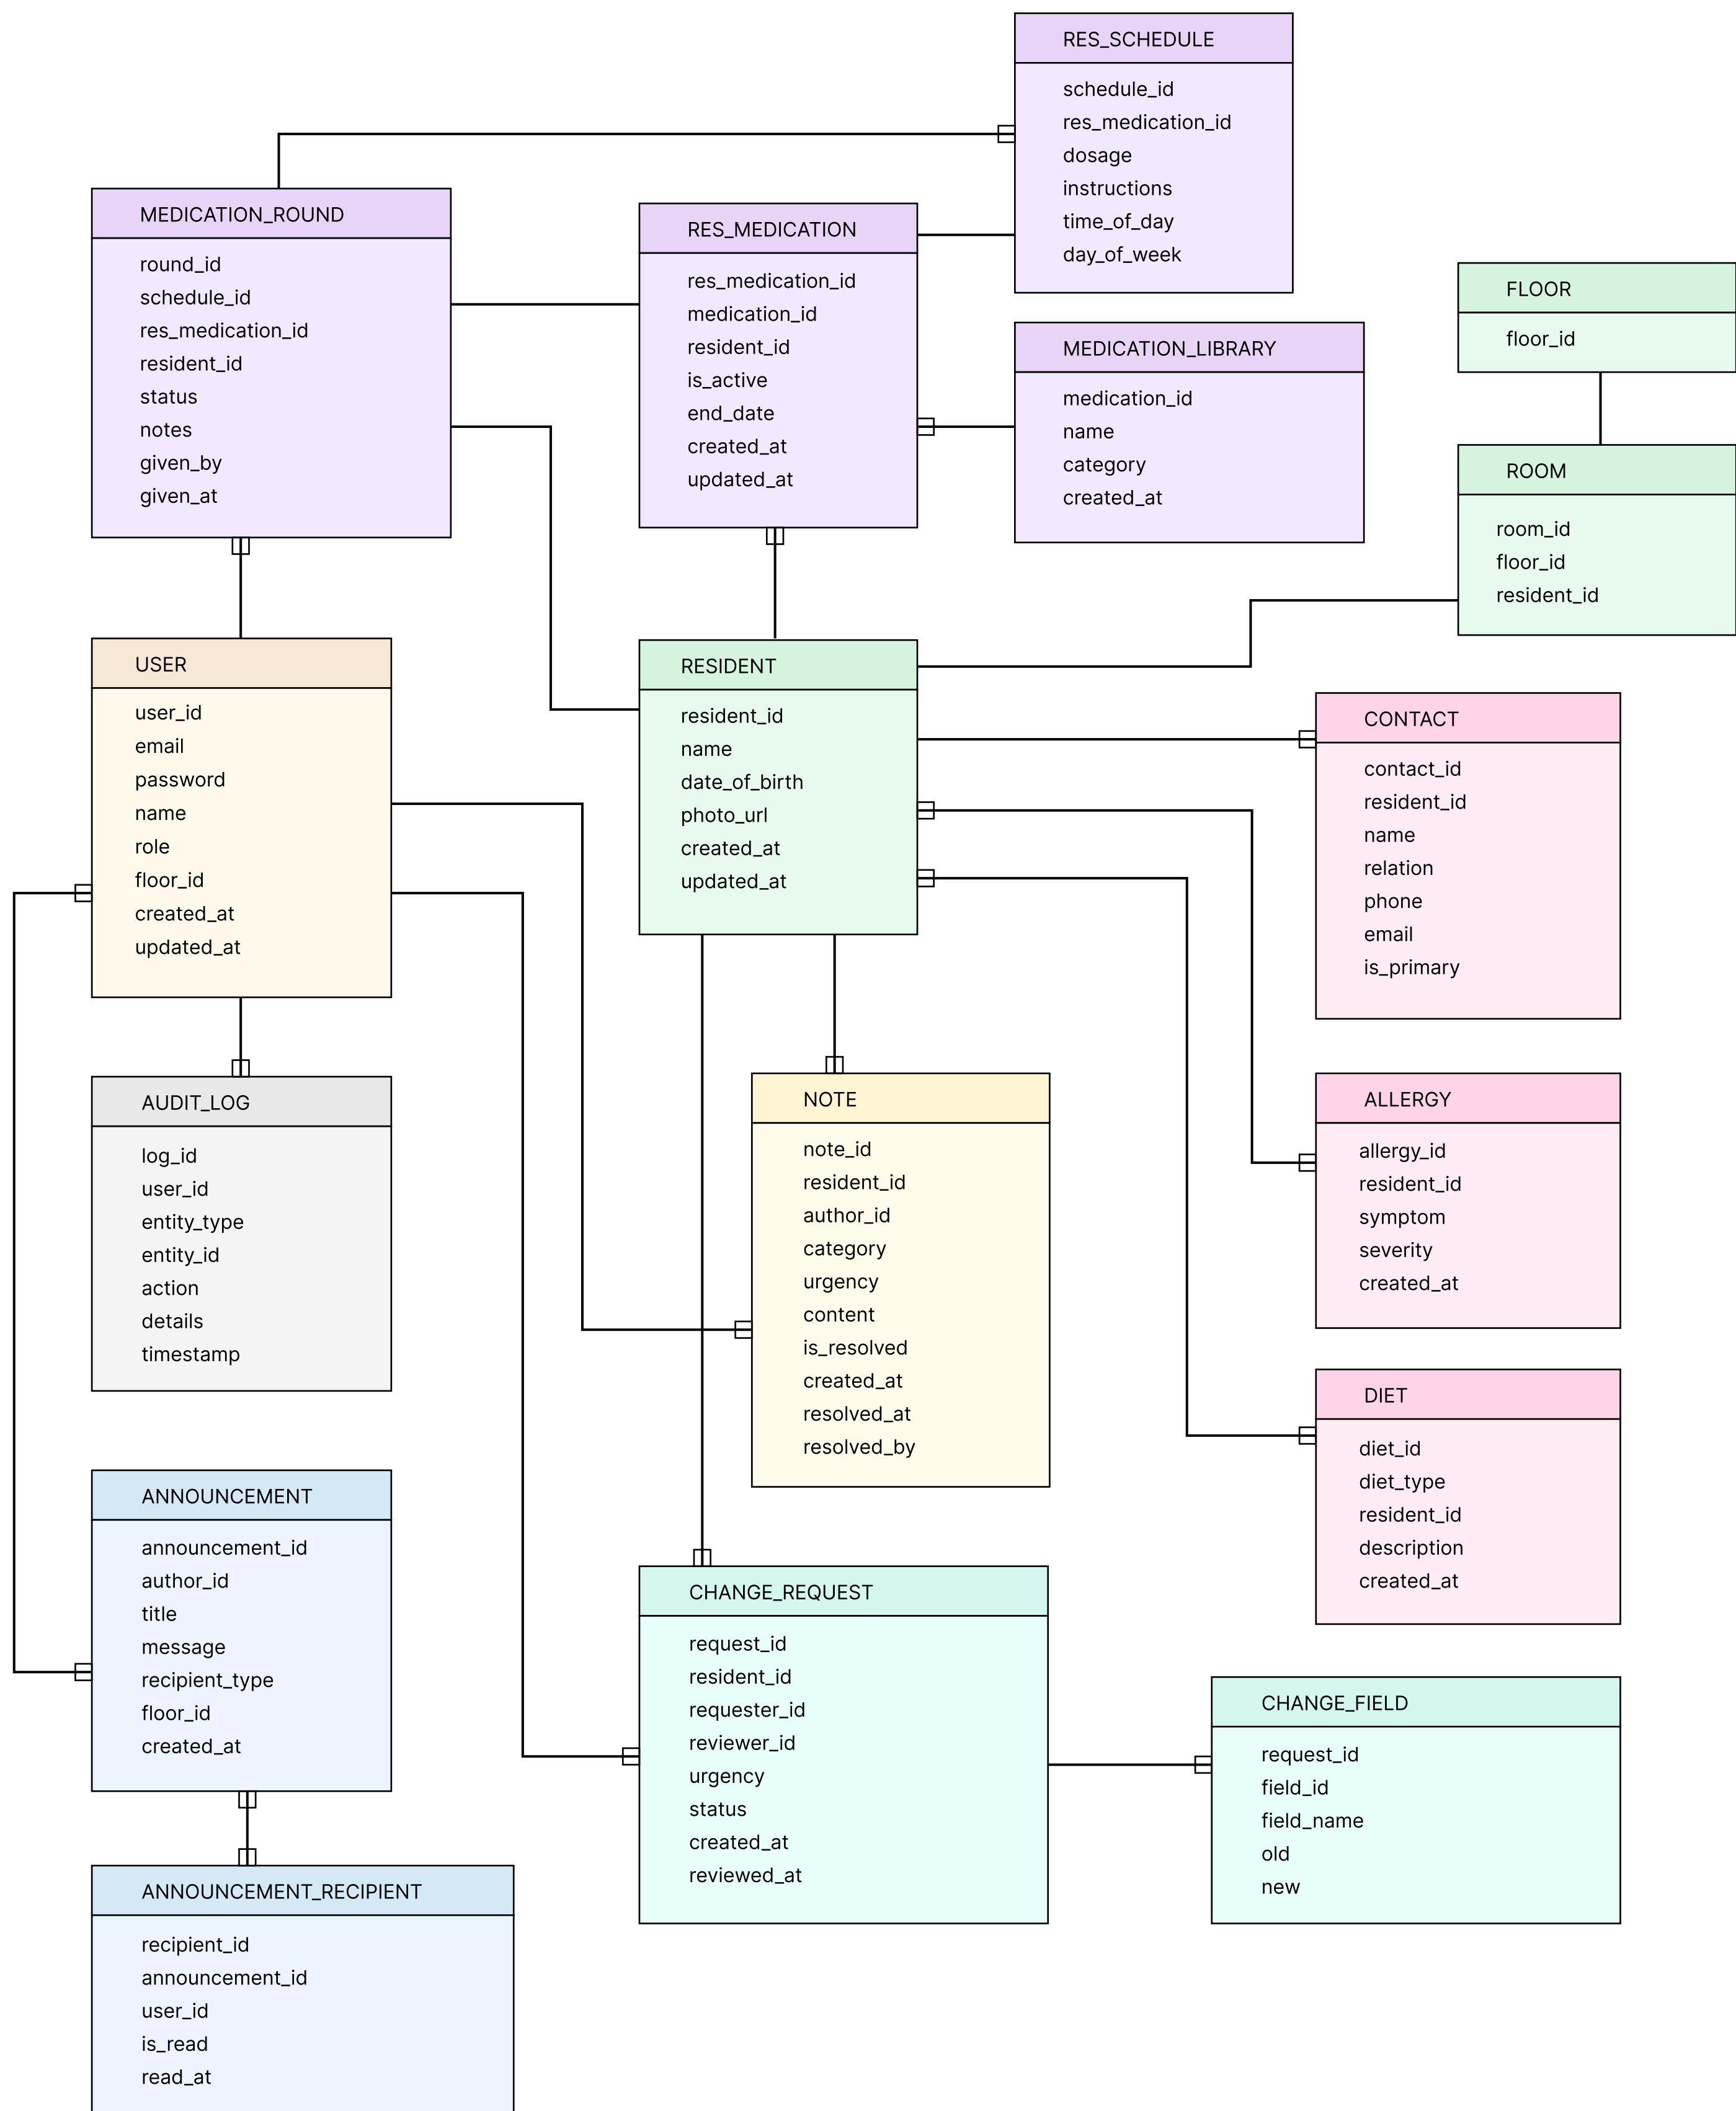 RES_SCHEDULE
schedule_id
res_medication_id
dosage
instructions
time_of_day
day_of_week
MEDICATION_ROUND
round_id
schedule_id
res_medication_id
resident_id
status
notes
given_by
given_at
RES_MEDICATION
res_medication_id
medication_id
resident_id
is_active
end_date
created_at
updated_at
MEDICATION_LIBRARY
medication_id
name
category
created_at
FLOOR
floor_id
ROOM
room_id
floor_id
resident_id
USER
user_id
email
password
name
role
floor_id
created_at
updated_at
RESIDENT
resident_id
name
date_of_birth
photo_url
created_at
updated_at
CONTACT
contact_id
resident_id
name
relation
phone
email
is_primary
AUDIT_LOG
log_id
user_id
entity_type
entity_id
action
details
timestamp
NOTE
note_id
resident_id
author_id
category
urgency
content
is_resolved
created_at
resolved_at
resolved_by
ALLERGY
allergy_id
resident_id
symptom
severity
created_at
DIET
diet_id
diet_type
resident_id
description
created_at
ANNOUNCEMENT
announcement_id
author_id
title
message
recipient_type
floor_id
created_at
CHANGE_REQUEST
request_id
resident_id
requester_id
reviewer_id
urgency
status
created_at
reviewed_at
CHANGE_FIELD
request_id
field_id
field_name
old
new
ANNOUNCEMENT_RECIPIENT
recipient_id
announcement_id
user_id
is_read
read_at